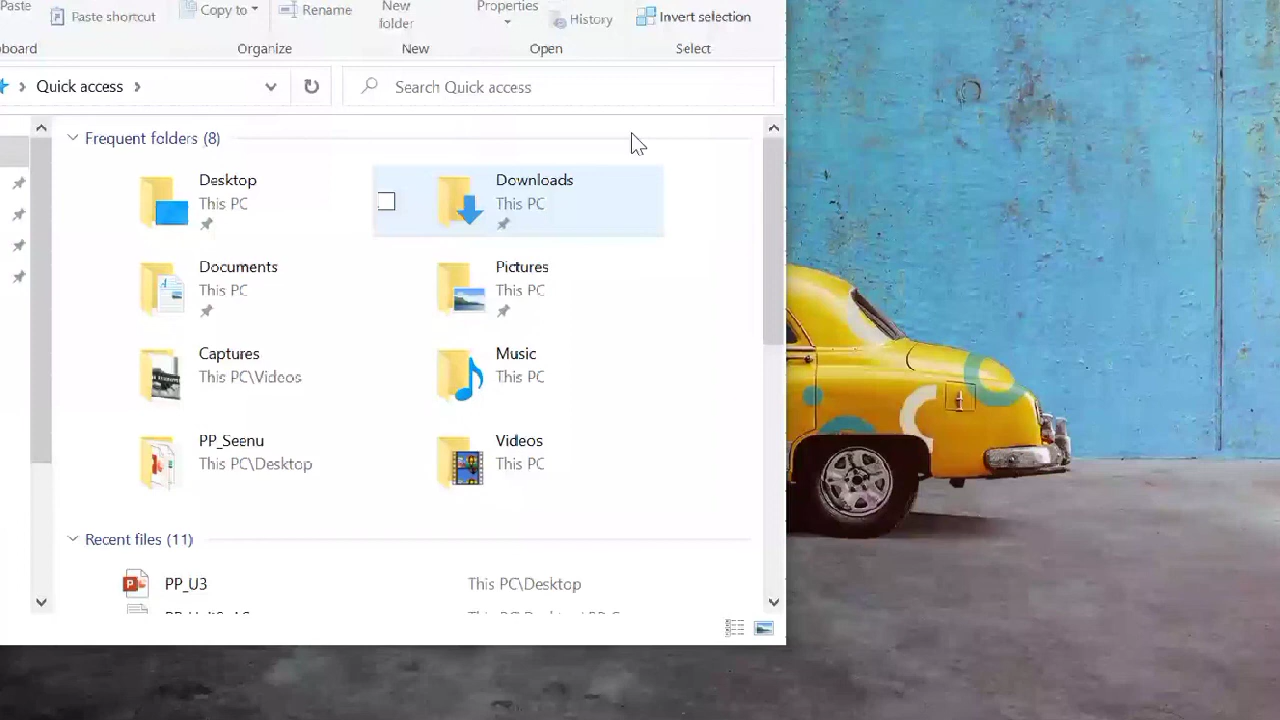 Paste
Paste shortcut
Copy to
Rename
New
folder
Properties
History
Invert selection
board
Organize
New
Open
Select
Quick access
Search Quick access
Frequent folders (8)
Desktop
This PC
Downloads
This PC
Documents
This PC
Pictures
This PC
Captures
This PC\Videos
Music
This PC
PP_Seenu
This PC\Desktop
Videos
This PC
Recent files (11)
PP_U3
This PC\Desktop